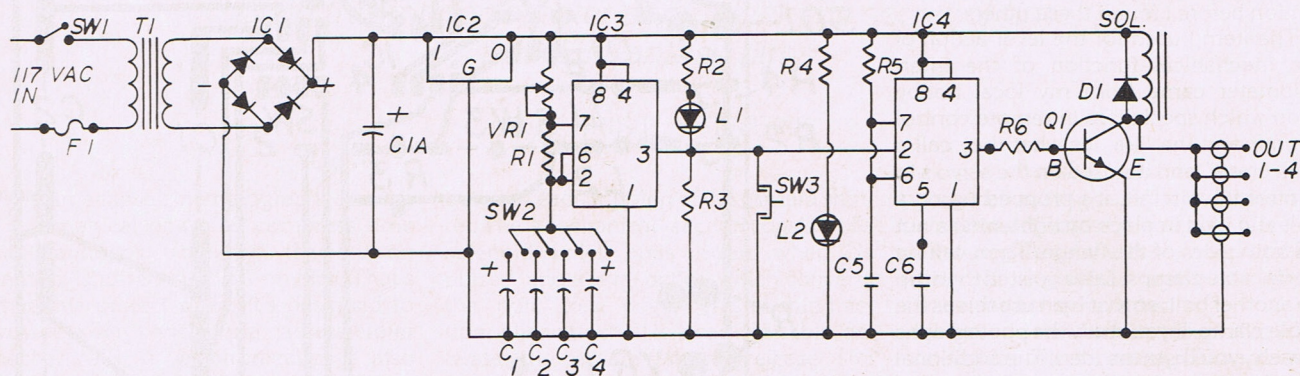 SW1 T1 IC1 IC2 IC3 IC4 SOL.
I O
G
117 VAC
IN
- +
F1
+
C1A
VR1
R1
8 4
7
6
2
3
1
SW2
+ +
C1 C2 C3 C4
R2
L1
R3
SW3
R4
L2
R5
8 4
7
2
6
5 1
3
C5 C6
R6 Q1
B E
D1
OUT
1-4